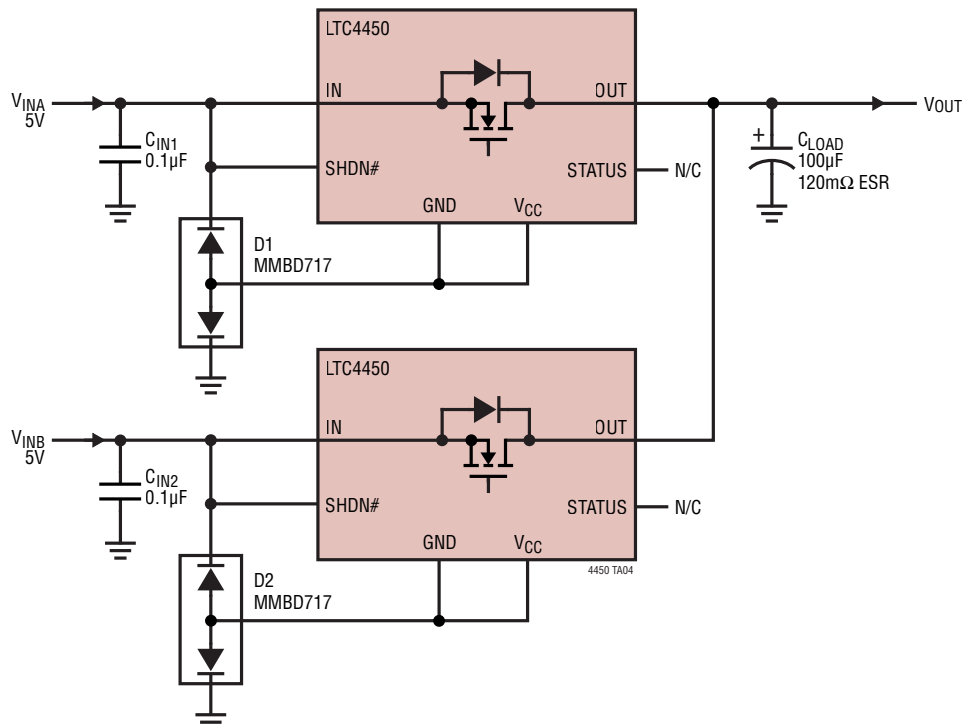 LTC4450
IN
OUT
V_INA
5V
V_OUT
C_IN1
0.1µF
SHDN#
STATUS
N/C
+
C_LOAD
100µF
120mΩ ESR
GND
V_CC
D1
MMBD717
LTC4450
IN
OUT
V_INB
5V
C_IN2
0.1µF
SHDN#
STATUS
N/C
GND
V_CC
4450 TA04
D2
MMBD717